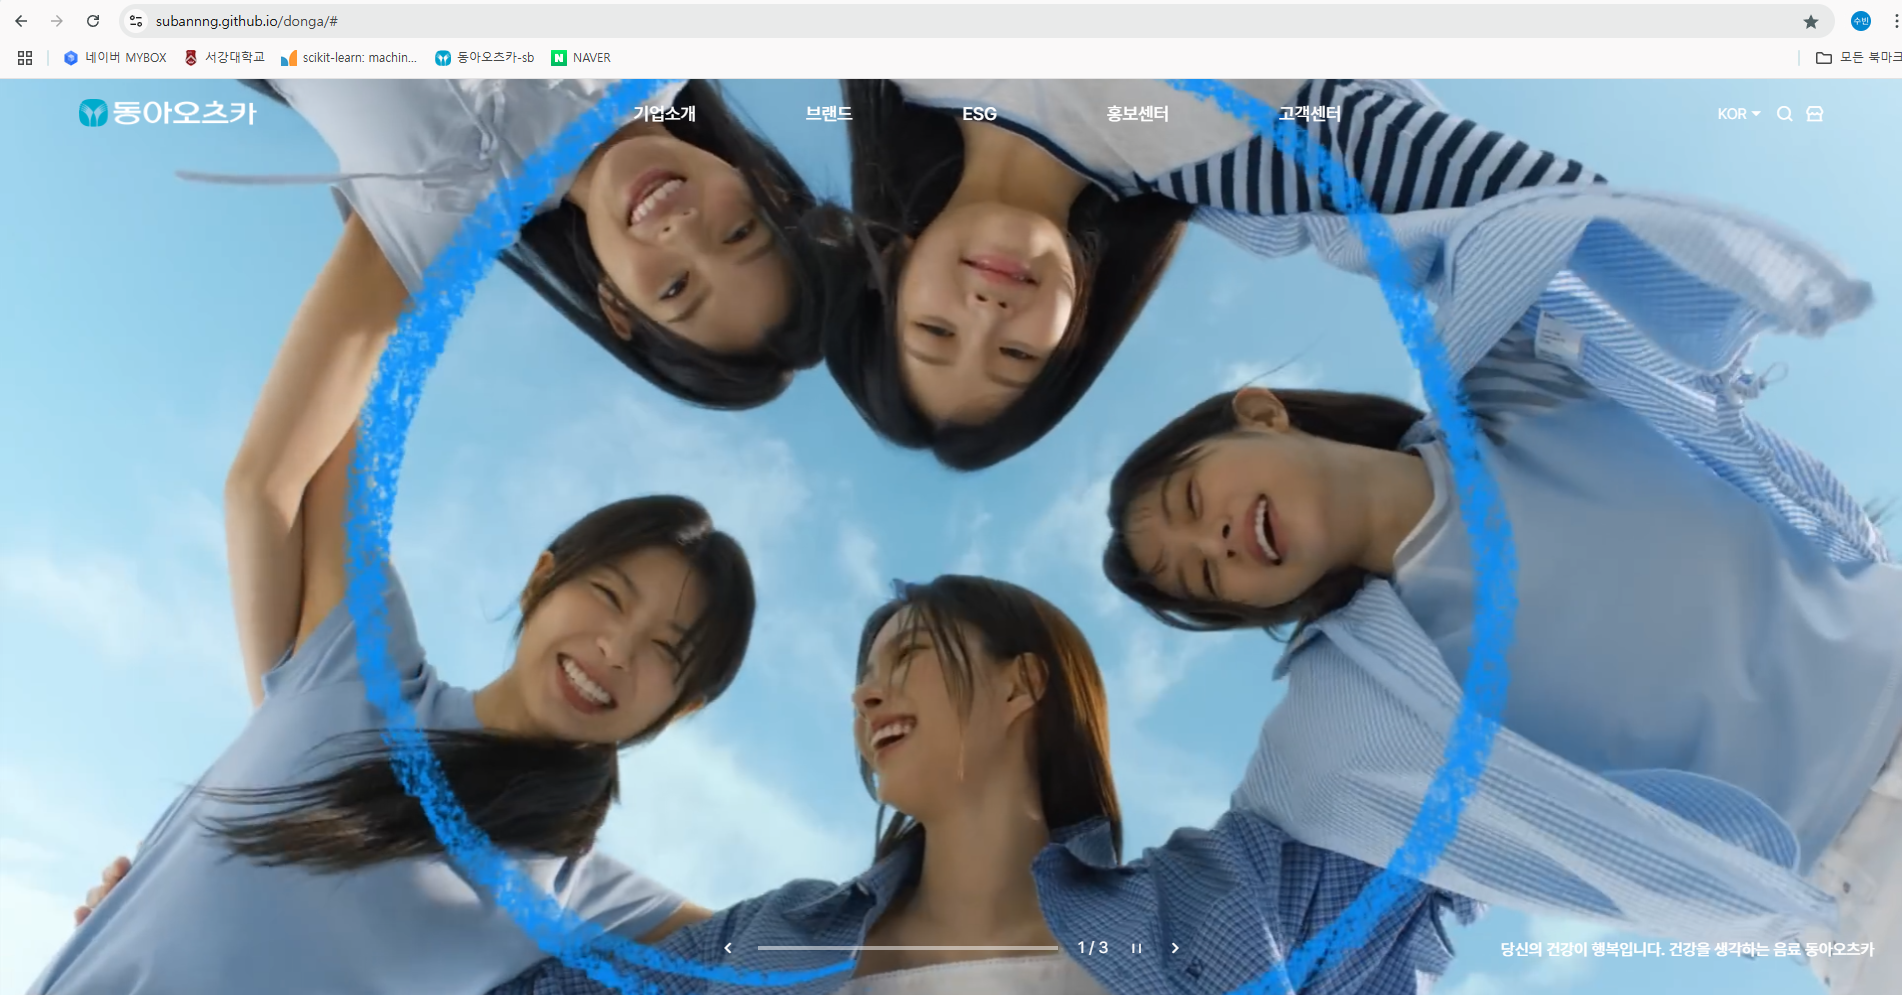 subannng.github.io/donga/#
수빈
네이버 MYBOX
서강대학교
scikit-learn: machin...
동아오츠카-sb
NAVER
모든 북마크
동아오츠카
기업소개
브랜드
ESG
홍보센터
고객센터
KOR
1 / 3
당신의 건강이 행복입니다. 건강을 생각하는 음료 동아오츠카